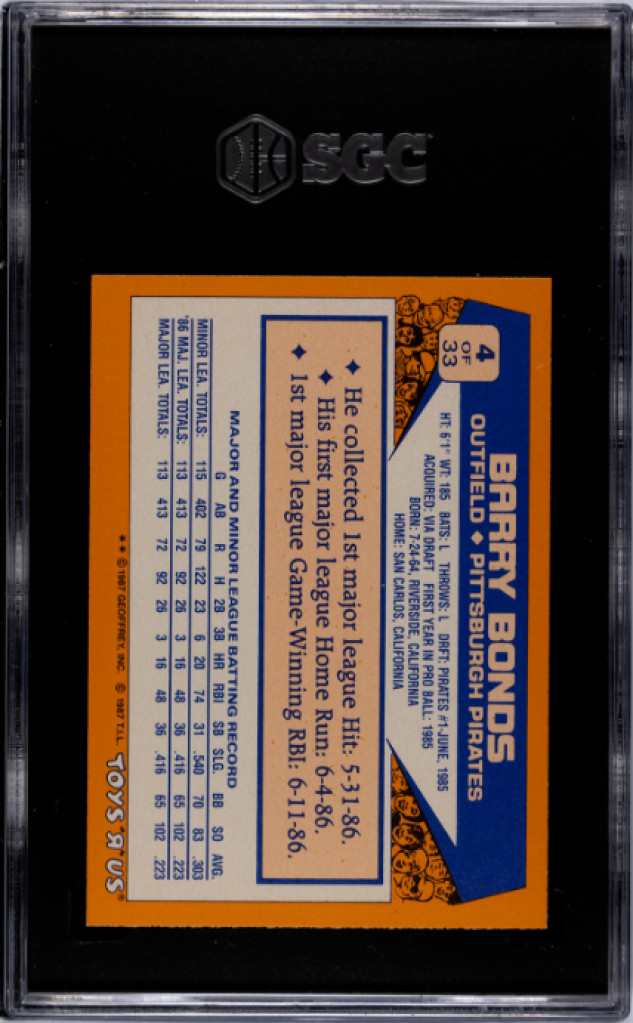 SGC
4
OF
33
BARRY BONDS
OUTFIELD ♦ PITTSBURGH PIRATES
HT: 6'1" WT: 185 BATS: L THROWS: L DRFT: PIRATES #1-JUNE, 1985
ACQUIRED: VIA DRAFT FIRST YEAR IN PRO BALL: 1985
BORN: 7-24-64, RIVERSIDE, CALIFORNIA
HOME: SAN CARLOS, CALIFORNIA
♦ He collected 1st major league Hit: 5-31-86.
♦ His first major league Home Run: 6-4-86.
♦ 1st major league Game-Winning RBI: 6-11-86.
MAJOR AND MINOR LEAGUE BATTING RECORD
G AB R H 2B 3B HR RBI SB SLG. BB SO AVG.
MINOR LEA. TOTALS: 115 402 79 122 23 6 20 74 31 .540 70 83 .303
'86 MAJ. LEA. TOTALS: 113 413 72 92 26 3 16 48 36 .416 65 102 .223
MAJOR LEA. TOTALS: 113 413 72 92 26 3 16 48 36 .416 65 102 .223
** © 1987 GEOFFREY, INC. © 1987 T.I.L. TOYS "R" US®